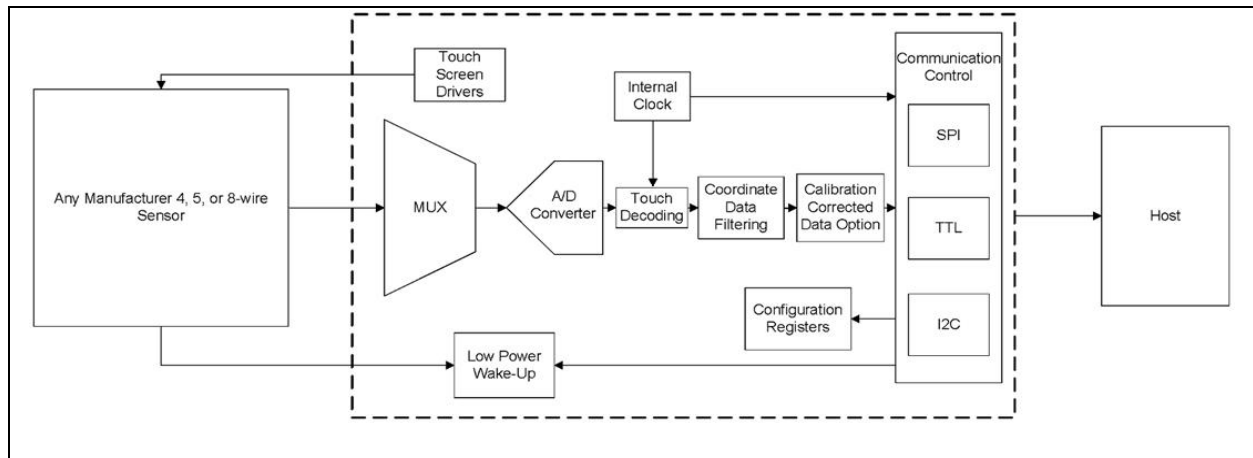 Touch
Screen
Drivers
Any Manufacturer 4, 5, or 8-wire
Sensor
MUX
A/D
Converter
Internal
Clock
Touch
Decoding
Coordinate
Data
Filtering
Calibration
Corrected
Data Option
Configuration
Registers
Low Power
Wake-Up
Communication
Control
SPI
TTL
I2C
Host